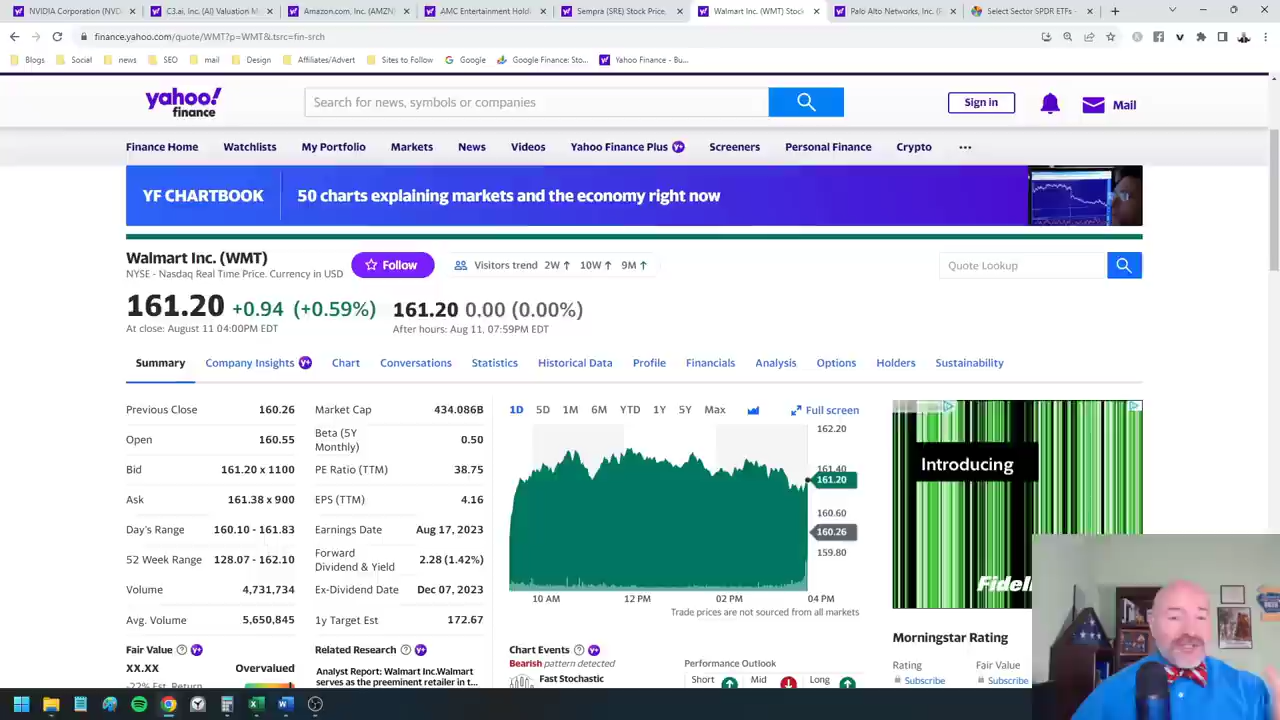 NVIDIA Corporation (NVDA)
C3.ai, Inc. (AI) Valuation M
Amazon.com, Inc. (AMZN)
AMC Entertainment Hold
Sempra (SRE) Stock Price,
Walmart Inc. (WMT) Stock
Palo Alto Networks, Inc. (P
Select Sector SPDR ETFs -
finance.yahoo.com/quote/WMT?p=WMT&.tsrc=fin-srch
Blogs
Social
news
SEO
mail
Design
Affiliates/Advert
Sites to Follow
Google
Google Finance: Sto...
Yahoo Finance - Bu...
yahoo!
finance
Search for news, symbols or companies
Sign in
Mail
Finance Home
Watchlists
My Portfolio
Markets
News
Videos
Yahoo Finance Plus
Screeners
Personal Finance
Crypto
...
YF CHARTBOOK
50 charts explaining markets and the economy right now
Walmart Inc. (WMT)
NYSE - Nasdaq Real Time Price. Currency in USD
Follow
Visitors trend 2W↑ 10W↑ 9M↑
Quote Lookup
161.20 +0.94 (+0.59%)
At close: August 11 04:00PM EDT
161.20 0.00 (0.00%)
After hours: Aug 11, 07:59PM EDT
Summary
Company Insights
Chart
Conversations
Statistics
Historical Data
Profile
Financials
Analysis
Options
Holders
Sustainability
Previous Close 160.26
Open 160.55
Bid 161.20 x 1100
Ask 161.38 x 900
Day's Range 160.10 - 161.83
52 Week Range 128.07 - 162.10
Volume 4,731,734
Avg. Volume 5,650,845
Market Cap 434.086B
Beta (5Y
Monthly) 0.50
PE Ratio (TTM) 38.75
EPS (TTM) 4.16
Earnings Date Aug 17, 2023
Forward
Dividend & Yield 2.28 (1.42%)
Ex-Dividend Date Dec 07, 2023
1y Target Est 172.67
Fair Value
XX.XX Overvalued
-22% Est. Return
Related Research
Analyst Report: Walmart Inc.Walmart
serves as the preeminent retailer in t...
1D 5D 1M 6M YTD 1Y 5Y Max
Full screen
162.20
161.40
161.20
160.60
160.26
159.80
10 AM 12 PM 02 PM 04 PM
Trade prices are not sourced from all markets
Chart Events
Bearish pattern detected
Fast Stochastic
Performance Outlook
Short Mid Long
Introducing
Fidel
Morningstar Rating
Rating
Subscribe
Fair Value
Subscribe